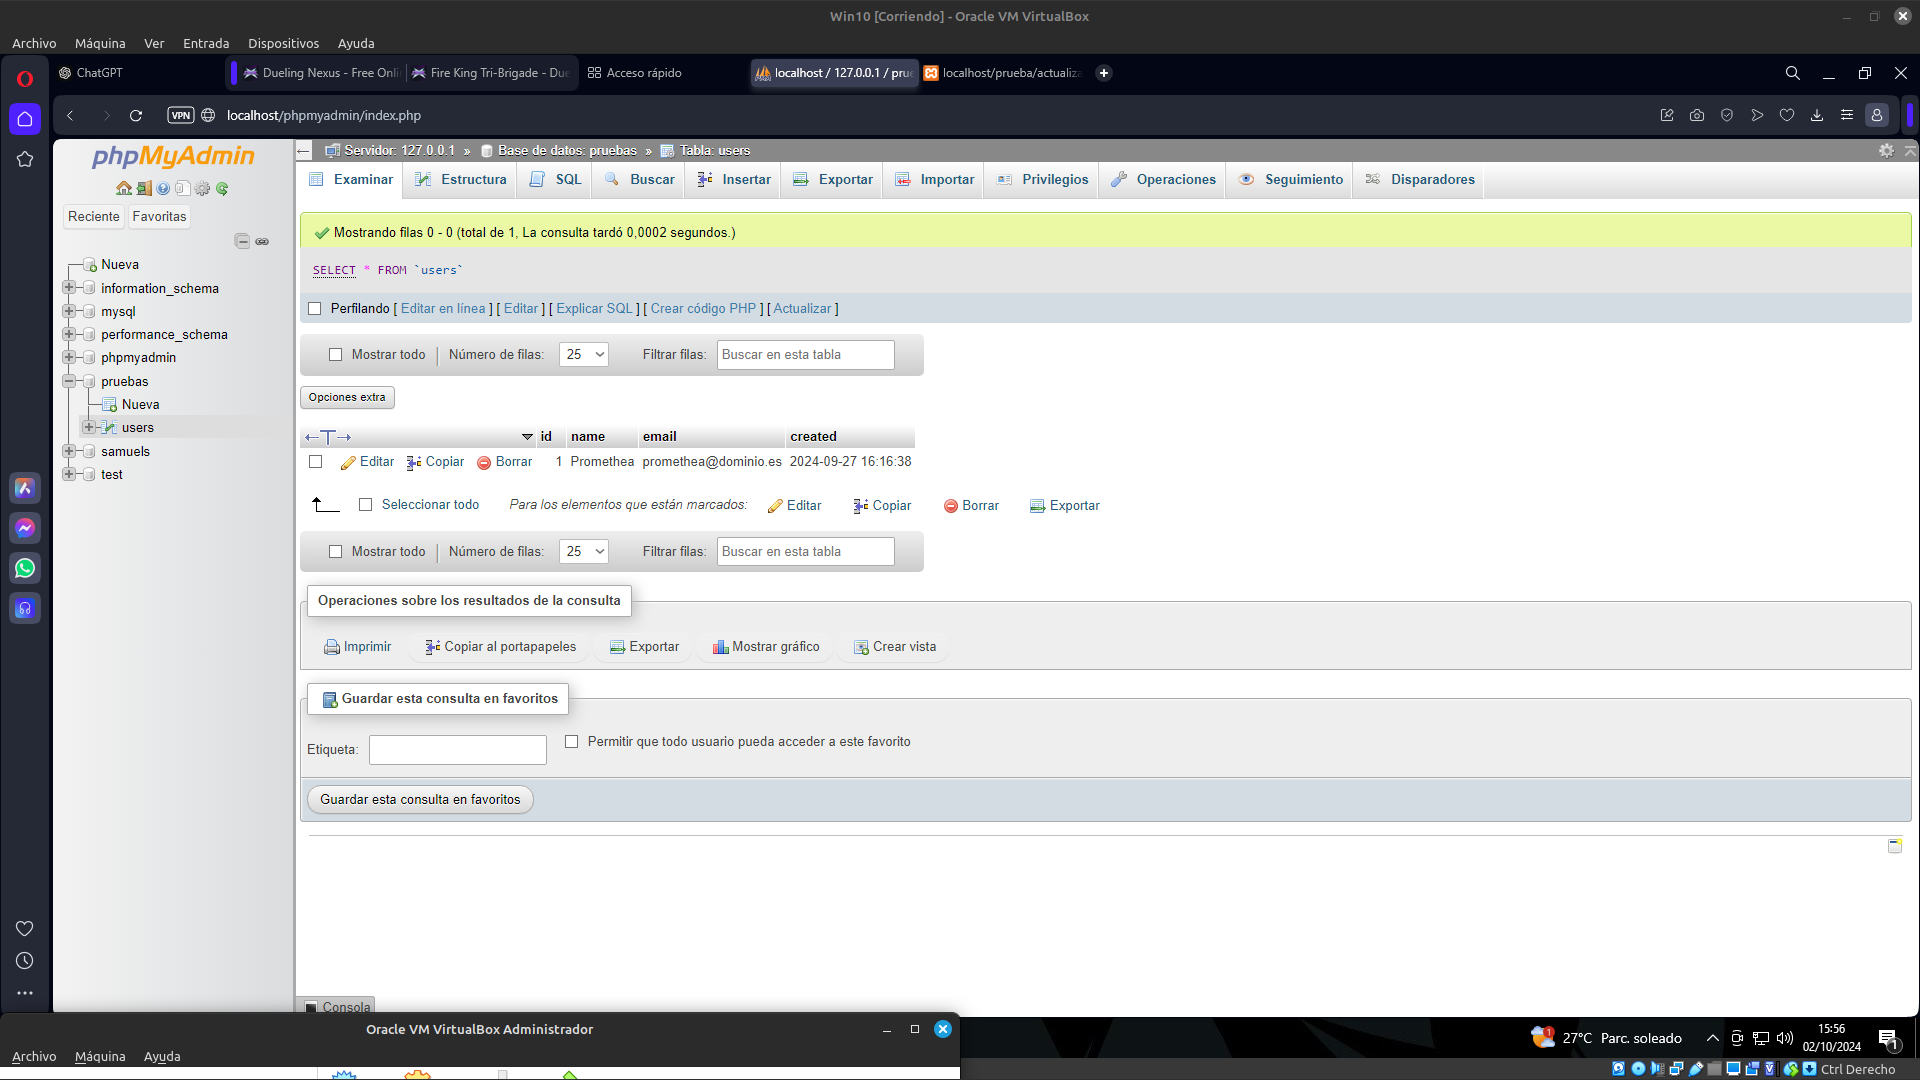 Win10 [Corriendo] - Oracle VM VirtualBox
Archivo Máquina Ver Entrada Dispositivos Ayuda
ChatGPT Dueling Nexus - Free Onli Fire King Tri-Brigade - Due Acceso rápido localhost / 127.0.0.1 / prue localhost/prueba/actualiza
VPN localhost/phpmyadmin/index.php
phpMyAdmin
Reciente Favoritas
Nueva
information_schema
mysql
performance_schema
phpmyadmin
pruebas
Nueva
users
samuels
test
Servidor: 127.0.0.1 » Base de datos: pruebas » Tabla: users
Examinar Estructura SQL Buscar Insertar Exportar Importar Privilegios Operaciones Seguimiento Disparadores
Mostrando filas 0 - 0 (total de 1, La consulta tardó 0,0002 segundos.)
SELECT * FROM `users`
Perfilando [ Editar en línea ] [ Editar ] [ Explicar SQL ] [ Crear código PHP ] [ Actualizar ]
Mostrar todo Número de filas: 25 Filtrar filas: Buscar en esta tabla
Opciones extra
←T→ id name email created
Editar Copiar Borrar 1 Promethea promethea@dominio.es 2024-09-27 16:16:38
Seleccionar todo Para los elementos que están marcados: Editar Copiar Borrar Exportar
Mostrar todo Número de filas: 25 Filtrar filas: Buscar en esta tabla
Operaciones sobre los resultados de la consulta
Imprimir Copiar al portapapeles Exportar Mostrar gráfico Crear vista
Guardar esta consulta en favoritos
Etiqueta: Permitir que todo usuario pueda acceder a este favorito
Guardar esta consulta en favoritos
Consola
Oracle VM VirtualBox Administrador
Archivo Máquina Ayuda
1 27°C Parc. soleado 15:56
02/10/2024 1
Ctrl Derecho